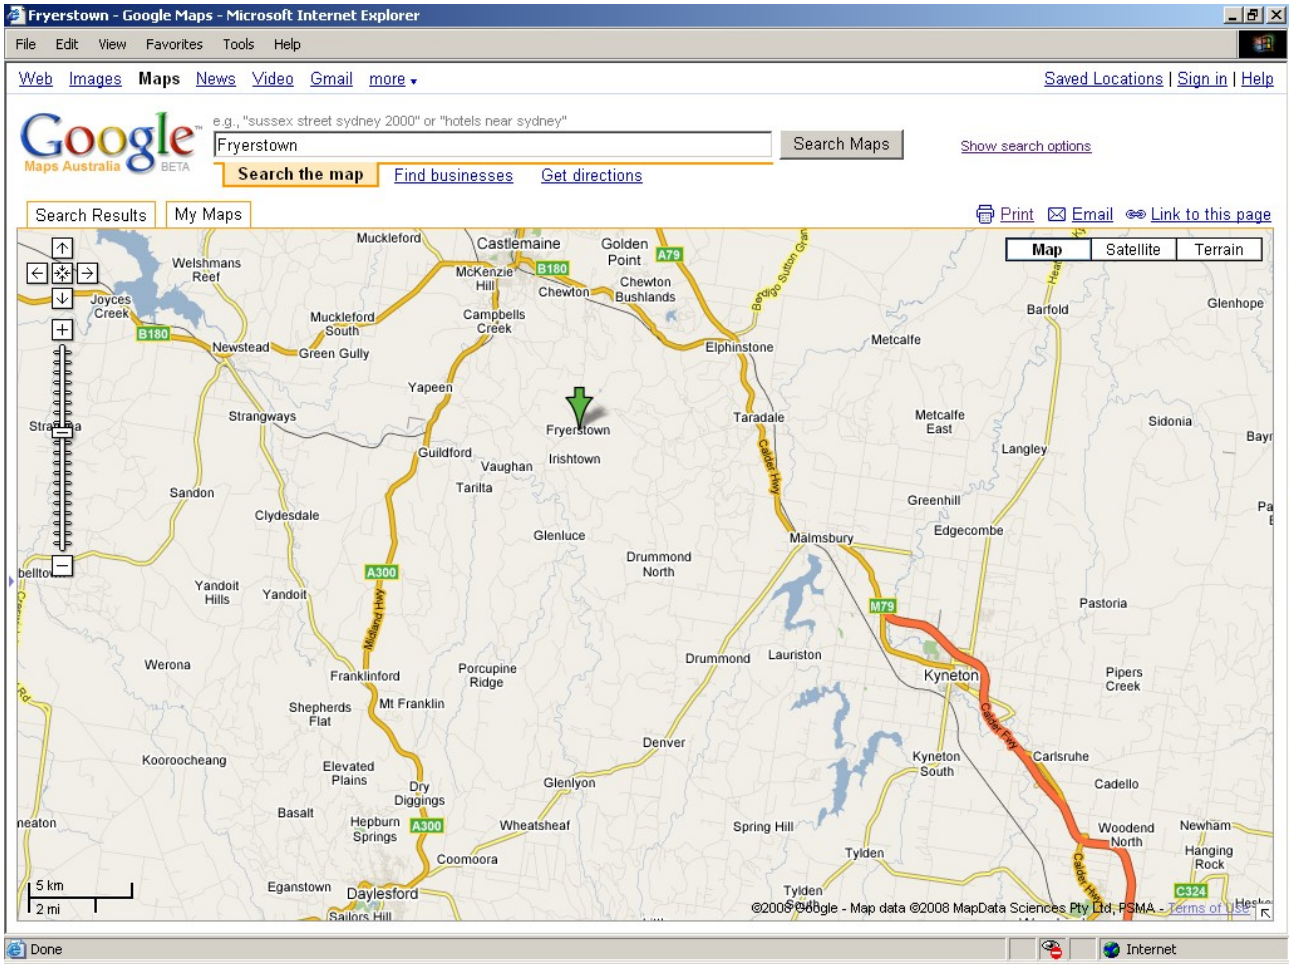 Fryerstown - Google Maps - Microsoft Internet Explorer
File Edit View Favorites Tools Help
Web Images Maps News Video Gmail more
Saved Locations | Sign in | Help
Google™
Maps Australia BETA
e.g., "sussex street sydney 2000" or "hotels near sydney"
Fryerstown
Search Maps
Show search options
Search the map Find businesses Get directions
Search Results My Maps
Print Email Link to this page
Map Satellite Terrain
Muckleford
Castlemaine
Golden
Point
A79
Welshmans
Reef
McKenzie
Hill
B180
Chewton
Chewton
Bushlands
Joyces
Creek
Barfold
Glenhope
Muckleford
South
Campbells
Creek
B180
Newstead
Green Gully
Elphinstone
Metcalfe
Yapeen
Strangways
Fryerstown
Taradale
Metcalfe
East
Sidonia
Guildford
Vaughan
Irishtown
Calder Hwy
Langley
Tarilta
Sandon
Greenhill
Clydesdale
Glenluce
Malmsbury
Edgecombe
Drummond
North
A300
Yandoit
Hills
Yandoit
Midland Hwy
M79
Pastoria
Werona
Franklinford
Porcupine
Ridge
Drummond
Lauriston
Kyneton
Pipers
Creek
Shepherds
Flat
Mt Franklin
Calder Fwy
Denver
Kooroocheang
Elevated
Plains
Dry
Diggings
Glenlyon
Kyneton
South
Carlsruhe
Cadello
Basalt
Hepburn
Springs
A300
Wheatsheaf
Spring Hill
Woodend
North
Newham
Hanging
Rock
Coomoora
Tylden
Calder Hwy
Eganstown
Daylesford
Tylden
South
C324
Sailors Hill
5 km
2 mi
©2008 Google - Map data ©2008 MapData Sciences Pty Ltd, PSMA - Terms of Use
Done
Internet